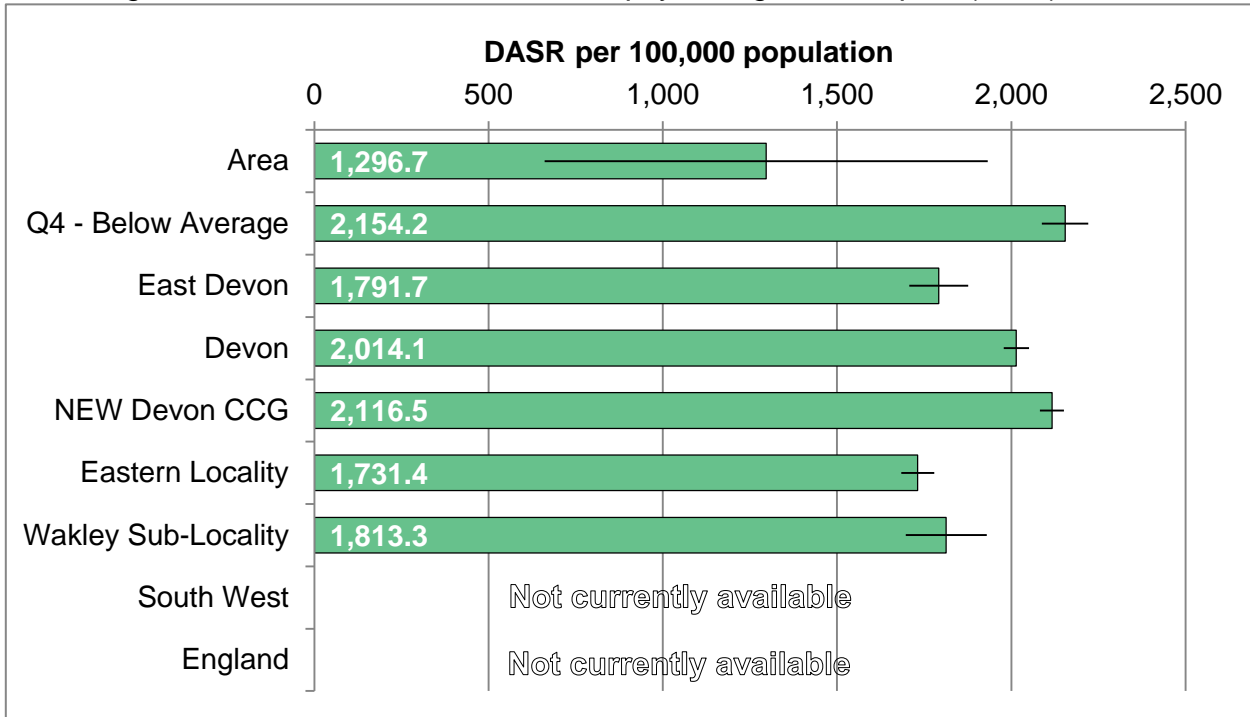 DASR per 100,000 population
0 500 1,000 1,500 2,000 2,500
Area 1,296.7
Q4 - Below Average 2,154.2
East Devon 1,791.7
Devon 2,014.1
NEW Devon CCG 2,116.5
Eastern Locality 1,731.4
Wakley Sub-Locality 1,813.3
South West Not currently available
England Not currently available